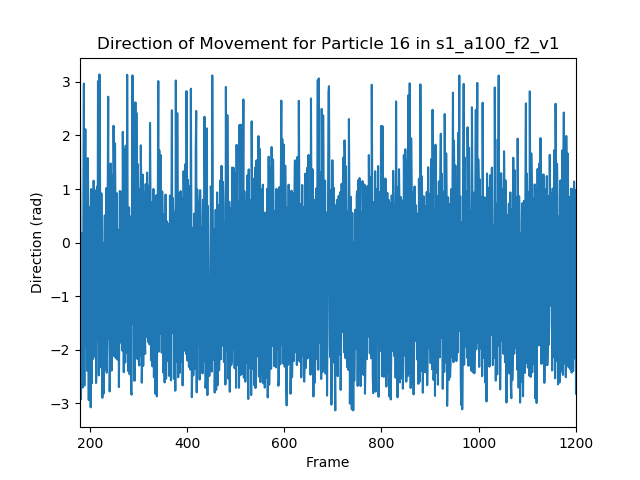 Direction of Movement for Particle 16 in s1_a100_f2_v1
Direction (rad)
3
2
1
0
−1
−2
−3
200 400 600 800 1000 1200
Frame